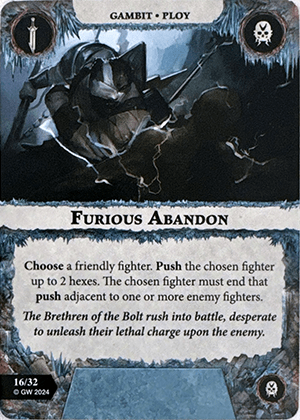 GAMBIT • PLOY
FURIOUS ABANDON
Choose a friendly fighter. Push the chosen fighter
up to 2 hexes. The chosen fighter must end that
push adjacent to one or more enemy fighters.
The Brethren of the Bolt rush into battle, desperate
to unleash their lethal charge upon the enemy.
16/32
© GW 2024